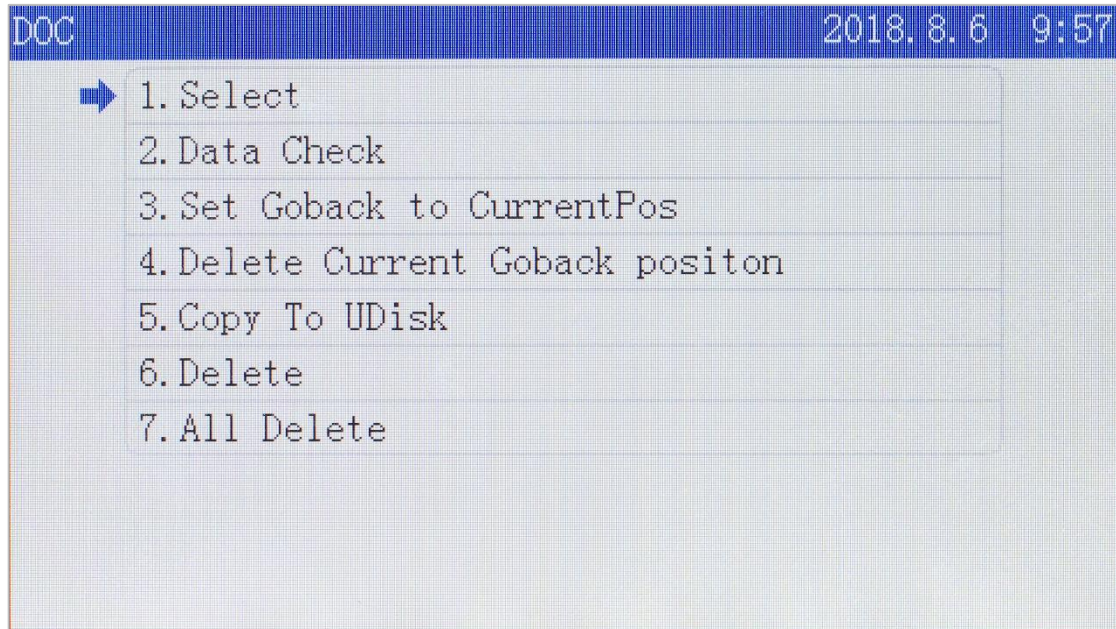 DOC 2018. 8. 6 9:57
1. Select
2. Data Check
3. Set Goback to CurrentPos
4. Delete Current Goback positon
5. Copy To UDisk
6. Delete
7. All Delete